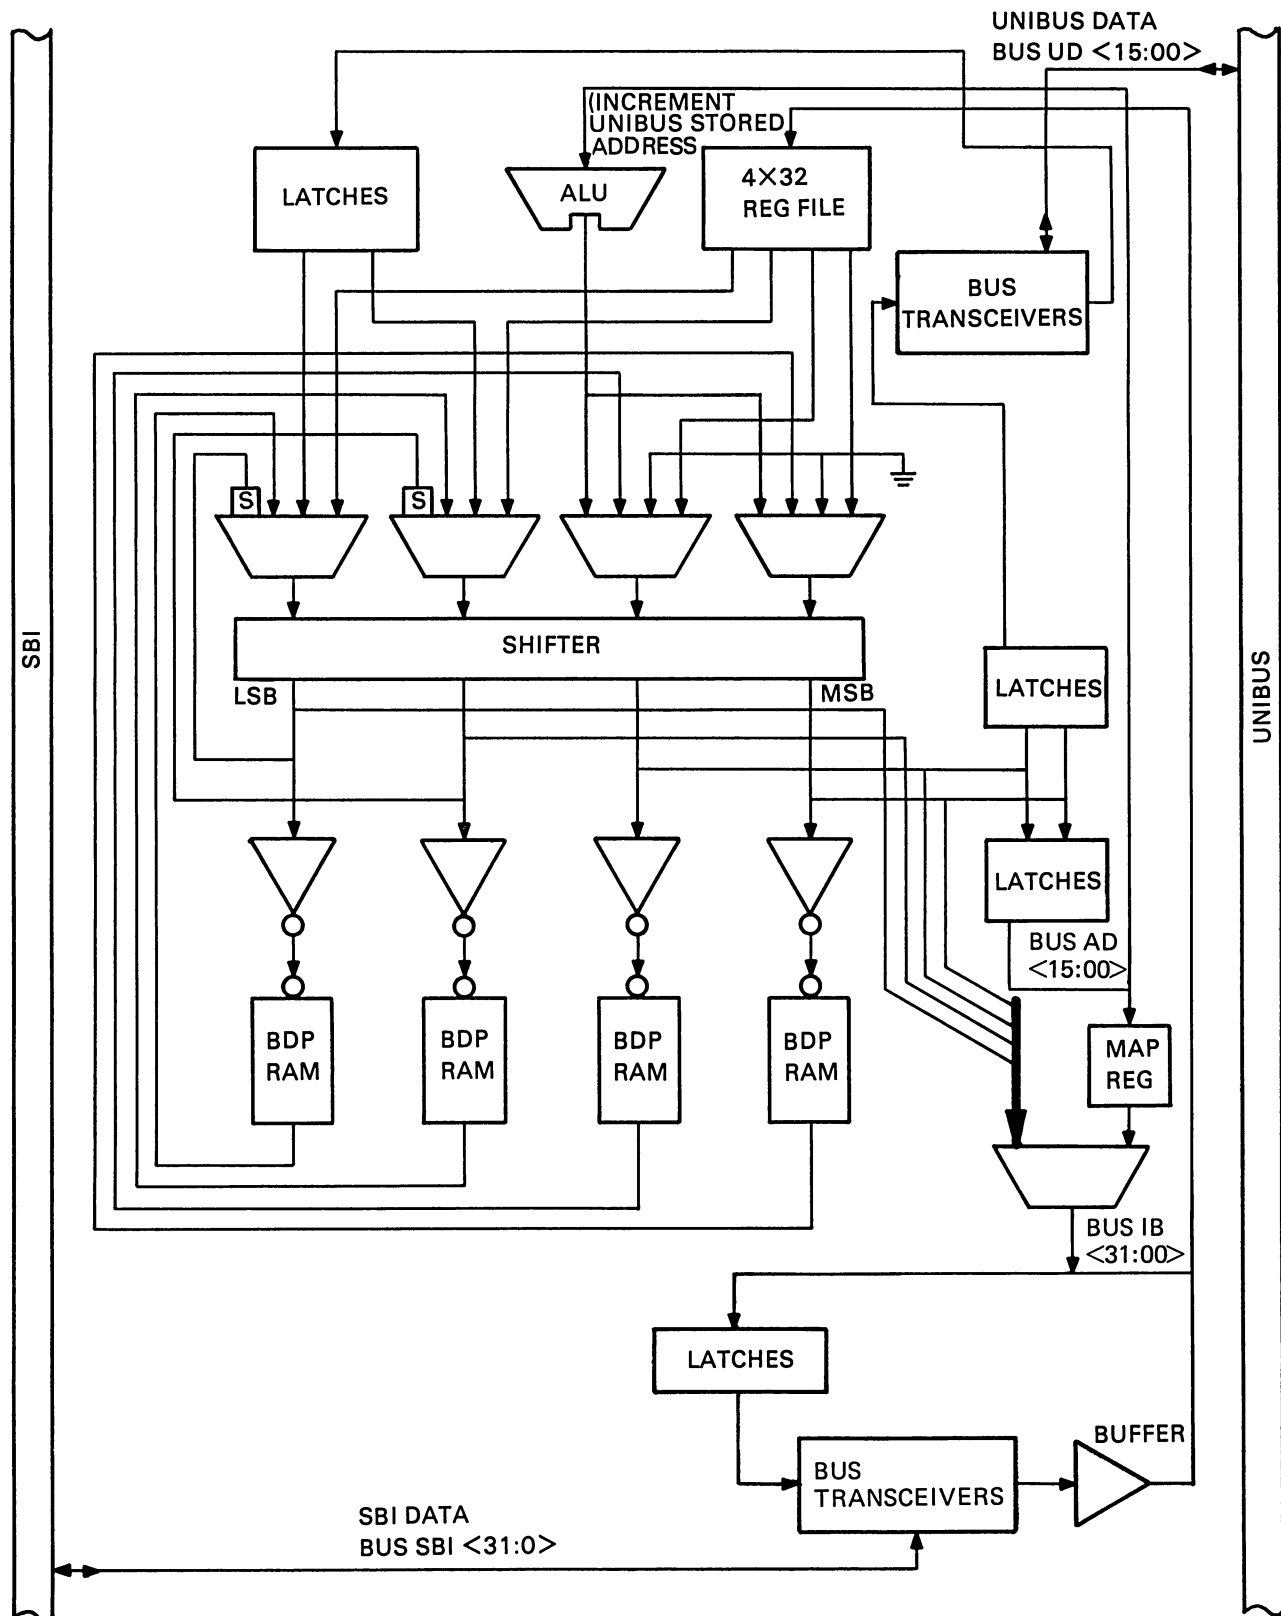 UNIBUS DATA
BUS UD <15:00>
(INCREMENT
UNIBUS STORED
ADDRESS
LATCHES
ALU
4X32
REG FILE
BUS
TRANSCEIVERS
S
S
SBI
SHIFTER
LSB
MSB
LATCHES
UNIBUS
LATCHES
BUS AD
<15:00>
BDP
RAM
BDP
RAM
BDP
RAM
BDP
RAM
MAP
REG
BUS IB
<31:00>
LATCHES
BUFFER
BUS
TRANSCEIVERS
SBI DATA
BUS SBI <31:0>